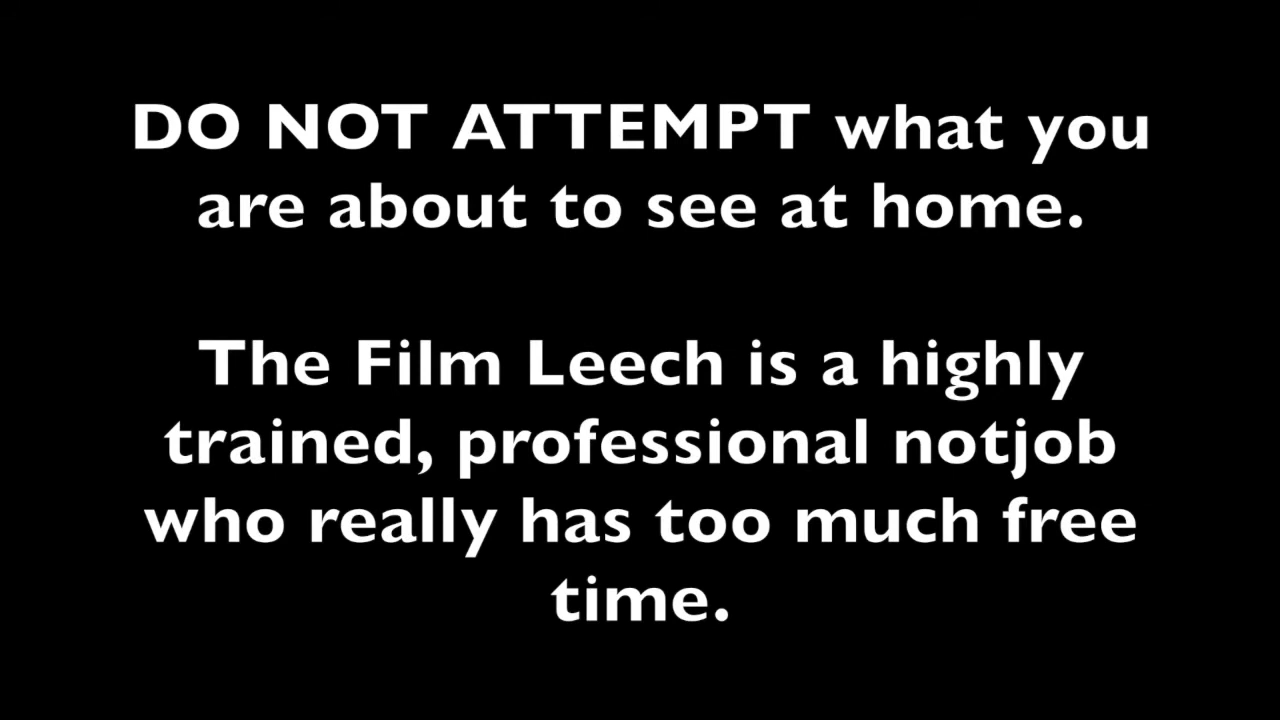 DO NOT ATTEMPT what you
are about to see at home.
The Film Leech is a highly
trained, professional notjob
who really has too much free
time.